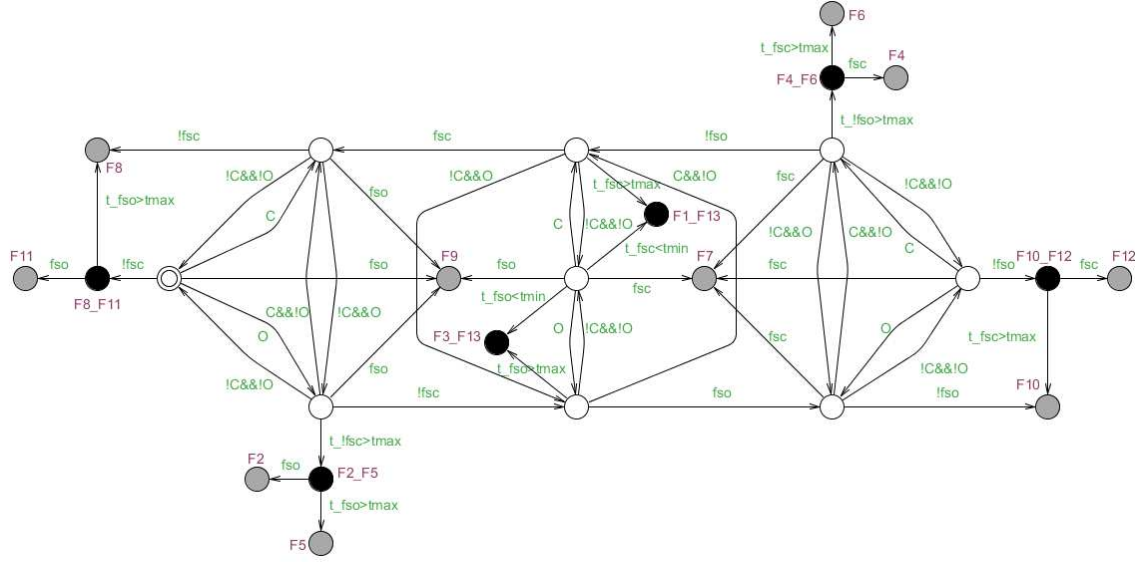 F6
t_fsc>tmax
F4
fsc
F4_F6
t_!fso>tmax
!fsc
fsc
!fso
F8
!C&&!O
!C&&O
t_fsc>tmax
C&&!O
fsc
!C&&!O
fso
t_fso>tmax
C
F1_F13
C
!C&&!O
!C&&O
C&&!O
C
t_fsc<tmin
F11
fso
!fsc
fso
F9
fso
F7
fsc
!fso
F10_F12
fsc
F12
fsc
F8_F11
t_fso<tmin
C&&!O
!C&&O
O
F3_F13
O
!C&&!O
O
t_fsc>tmax
fso
t_fso>tmax
fsc
!C&&!O
!C&&!O
!fsc
fso
!fso
F10
t_!fsc>tmax
F2
fso
F2_F5
t_fso>tmax
F5